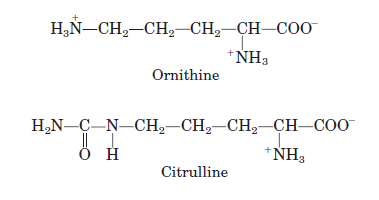 H₃N⁺—CH₂—CH₂—CH₂—CH—COO⁻
⁺NH₃
Ornithine
H₂N—C—N—CH₂—CH₂—CH₂—CH—COO⁻
O H ⁺NH₃
Citrulline